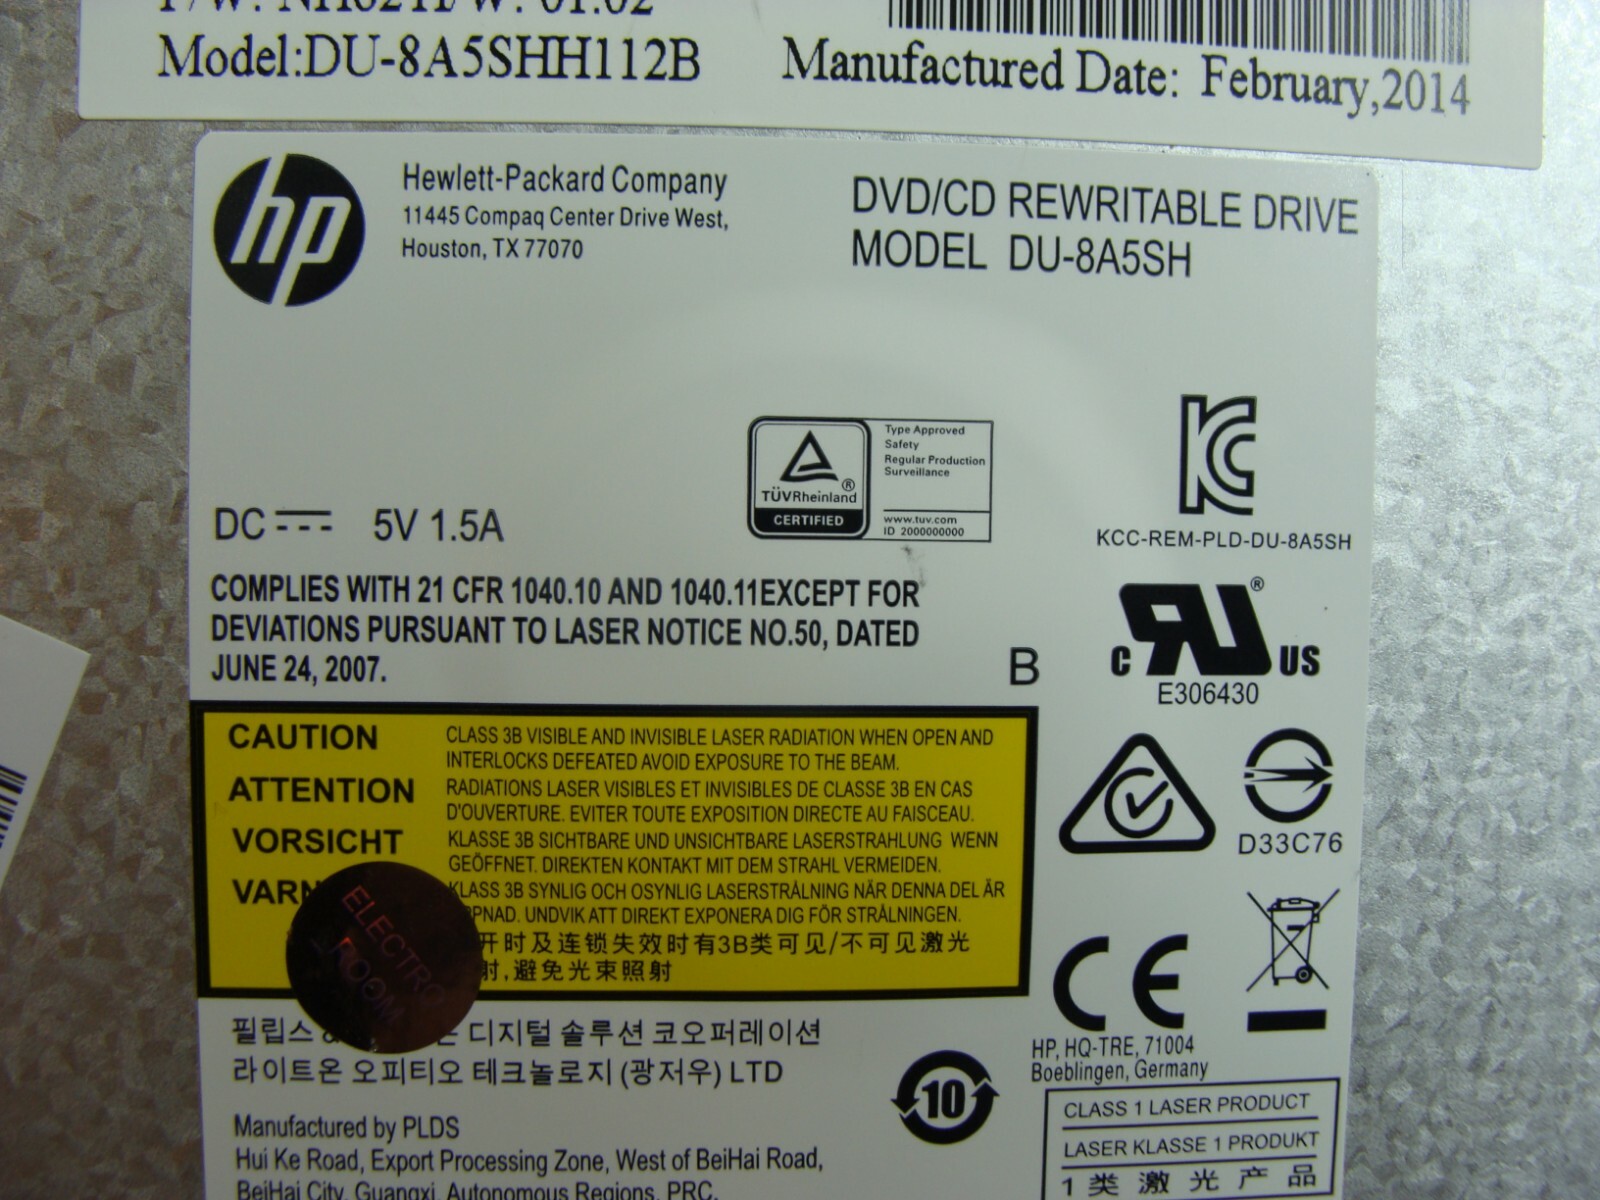 Model:DU-8A5SHH112B
Manufactured Date: February,2014
hp
Hewlett-Packard Company
11445 Compaq Center Drive West,
Houston, TX 77070
DVD/CD REWRITABLE DRIVE
MODEL DU-8A5SH
TÜVRheinland ®
CERTIFIED
Type Approved
Safety
Regular Production
Surveillance
www.tuv.com
ID 2000000000
KCC-REM-PLD-DU-8A5SH
DC 5V 1.5A
COMPLIES WITH 21 CFR 1040.10 AND 1040.11EXCEPT FOR
DEVIATIONS PURSUANT TO LASER NOTICE NO.50, DATED
JUNE 24, 2007.
B
c RU US ®
E306430
CAUTION
CLASS 3B VISIBLE AND INVISIBLE LASER RADIATION WHEN OPEN AND
INTERLOCKS DEFEATED AVOID EXPOSURE TO THE BEAM.
ATTENTION
RADIATIONS LASER VISIBLES ET INVISIBLES DE CLASSE 3B EN CAS
D'OUVERTURE. EVITER TOUTE EXPOSITION DIRECTE AU FAISCEAU.
VORSICHT
KLASSE 3B SICHTBARE UND UNSICHTBARE LASERSTRAHLUNG WENN
GEÖFFNET. DIREKTEN KONTAKT MIT DEM STRAHL VERMEIDEN.
KLASS 3B SYNLIG OCH OSYNLIG LASERSTRÅLNING NÄR DENNA DEL ÄR
UNDVIK ATT DIREKT EXPONERA DIG FÖR STRÅLNINGEN.
开时及连锁失效时有3B类可见/不可见激光
射,避免光束照射
ELECTRO
ROOM
D33C76
CE
필립스 & 디지털 솔루션 코오퍼레이션
라이트온 오피티오 테크놀로지 (광저우) LTD
HP, HQ-TRE, 71004
Boeblingen, Germany
10
Manufactured by PLDS
Hui Ke Road, Export Processing Zone, West of BeiHai Road,
BeiHai City, Guangxi, Autonomous Regions, PRC.
CLASS 1 LASER PRODUCT
LASER KLASSE 1 PRODUKT
1 类 激 光 产 品